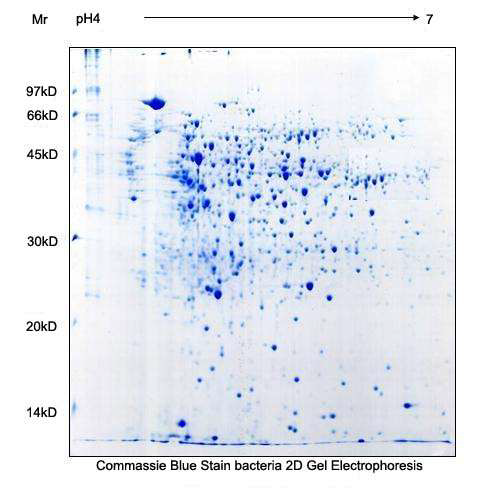 Mr pH4 7
97kD
66kD
45kD
30kD
20kD
14kD
Commassie Blue Stain bacteria 2D Gel Electrophoresis